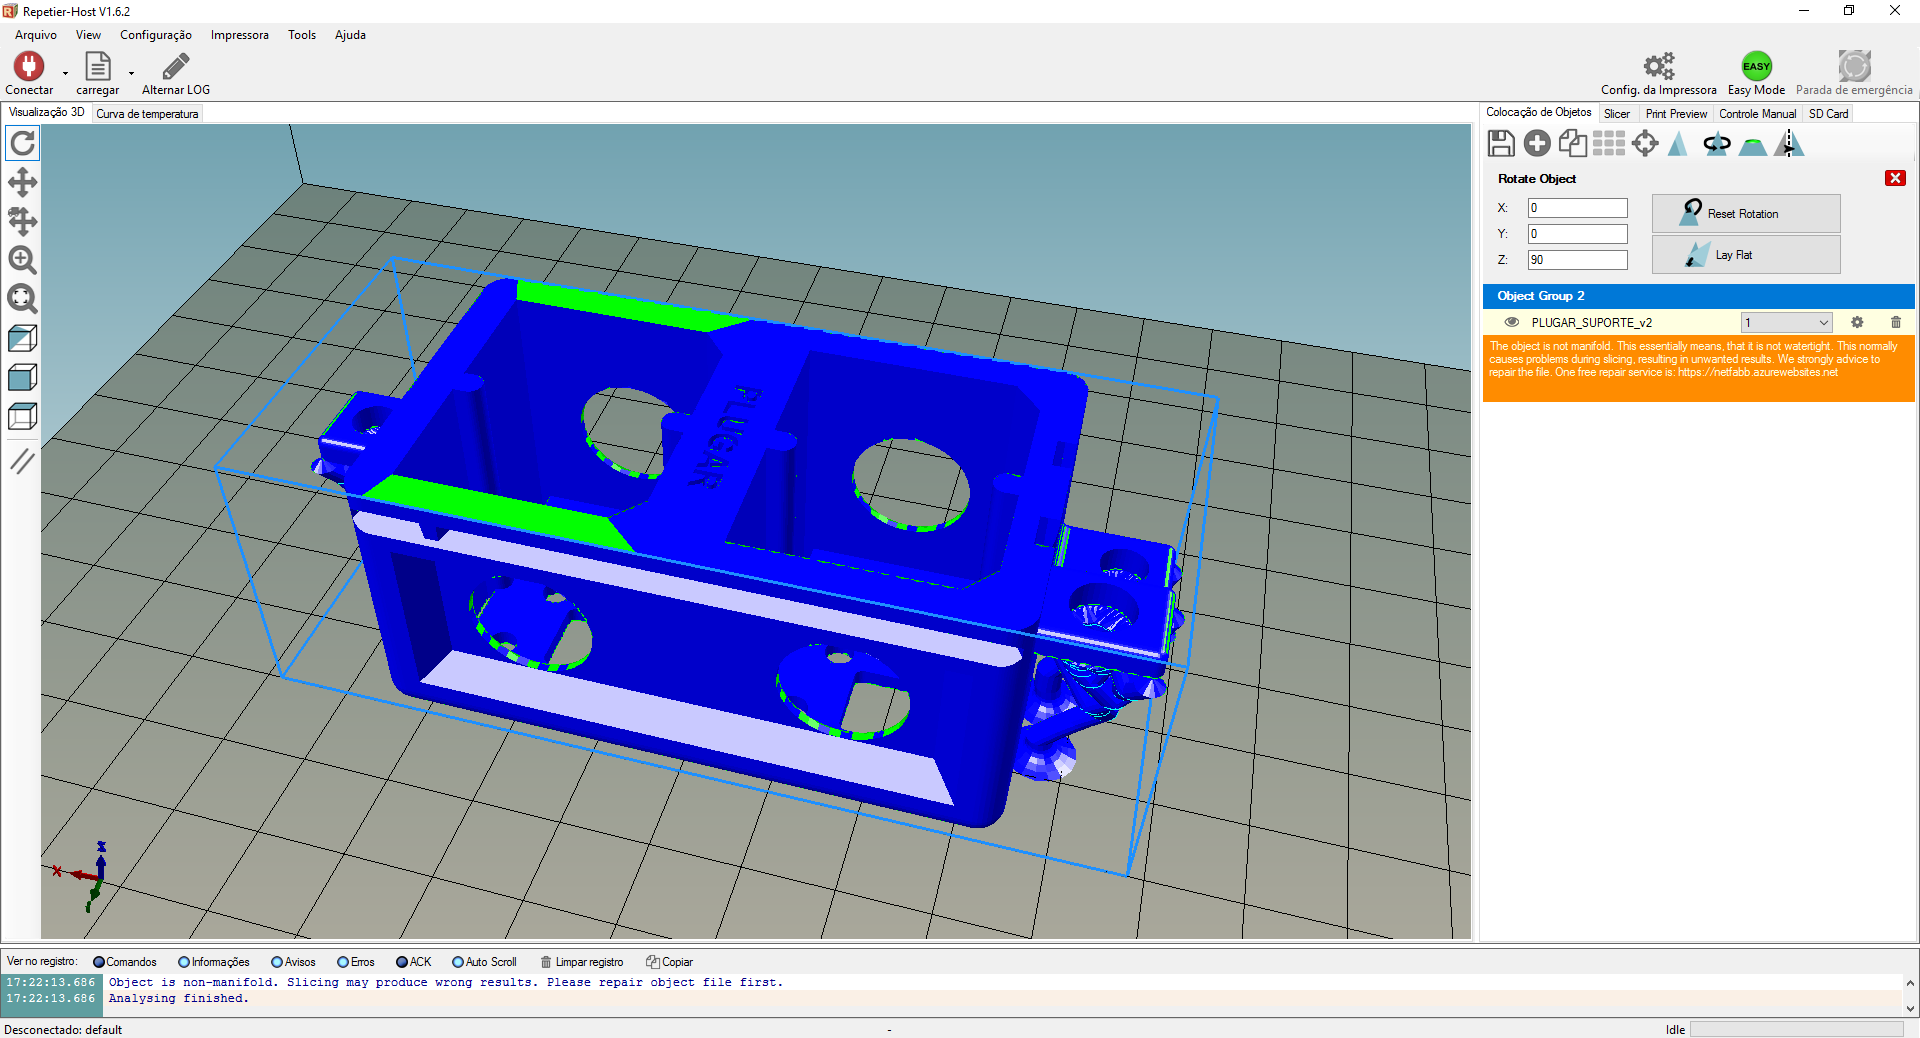 Repetier-Host V1.6.2
Arquivo View Configuração Impressora Tools Ajuda
Conectar carregar Alternar LOG Config. da Impressora EASY Easy Mode Parada de emergência
Visualização 3D Curva de temperatura
Colocação de Objetos Slicer Print Preview Controle Manual SD Card
Rotate Object
X: 0
Reset Rotation
Y: 0
Z: 90
Lay Flat
Object Group 2
PLUGAR_SUPORTE_v2 1
The object is not manifold. This essentially means, that it is not watertight. This normally
causes problems during slicing, resulting in unwanted results. We strongly advice to
repair the file. One free repair service is: https://netfabb.azurewebsites.net
Z
X
Ver no registro: Comandos Informações Avisos Erros ACK Auto Scroll Limpar registro Copiar
17:22:13.686 Object is non-manifold. Slicing may produce wrong results. Please repair object file first.
17:22:13.686 Analysing finished.
Desconectado: default - Idle